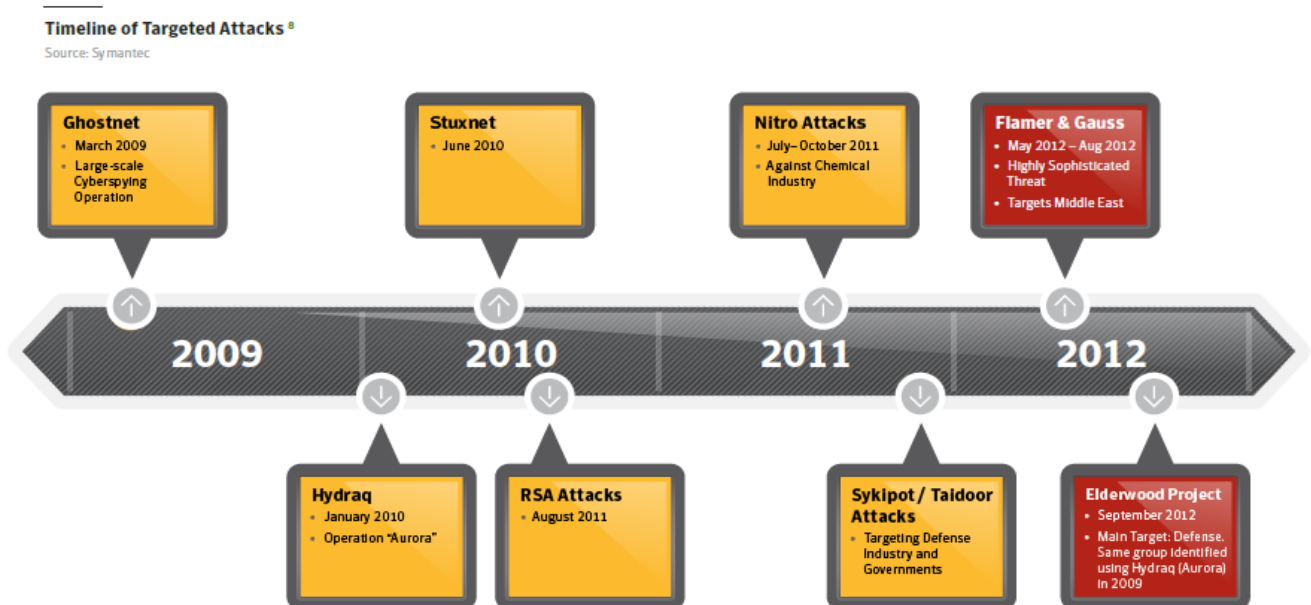 Timeline of Targeted Attacks 8
Source: Symantec
Ghostnet
• March 2009
• Large-scale
Cyberspying
Operation
Stuxnet
• June 2010
Nitro Attacks
• July–October 2011
• Against Chemical
Industry
Flamer & Gauss
• May 2012 – Aug 2012
• Highly Sophisticated
Threat
• Targets Middle East
2009
2010
2011
2012
Hydraq
• January 2010
• Operation "Aurora"
RSA Attacks
• August 2011
Sykipot / Taidoor
Attacks
• Targeting Defense
Industry and
Governments
Elderwood Project
• September 2012
• Main Target: Defense.
Same group identified
using Hydraq (Aurora)
in 2009